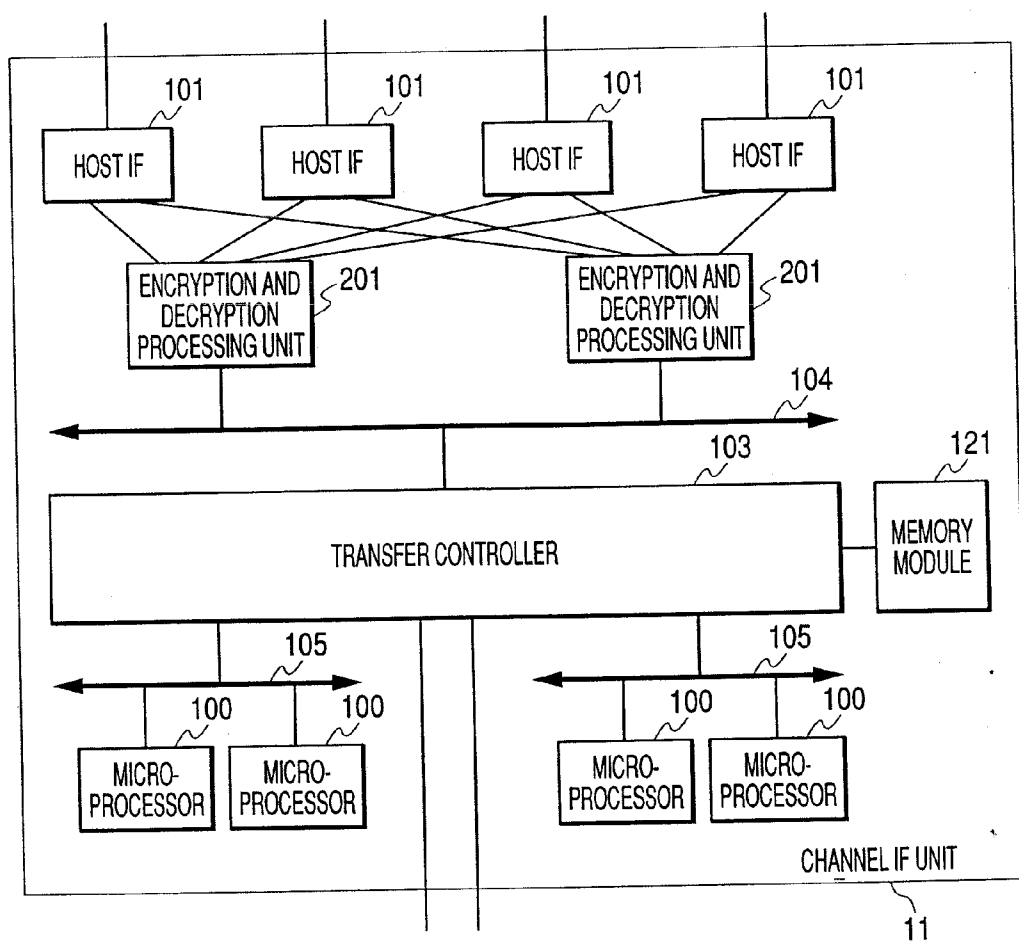 101
101
101
101
HOST IF
HOST IF
HOST IF
HOST IF
ENCRYPTION AND
DECRYPTION
PROCESSING UNIT
201
ENCRYPTION AND
DECRYPTION
PROCESSING UNIT
201
104
103
121
TRANSFER CONTROLLER
MEMORY
MODULE
105
105
100
100
100
100
MICRO-
PROCESSOR
MICRO-
PROCESSOR
MICRO-
PROCESSOR
MICRO-
PROCESSOR
CHANNEL IF UNIT
11